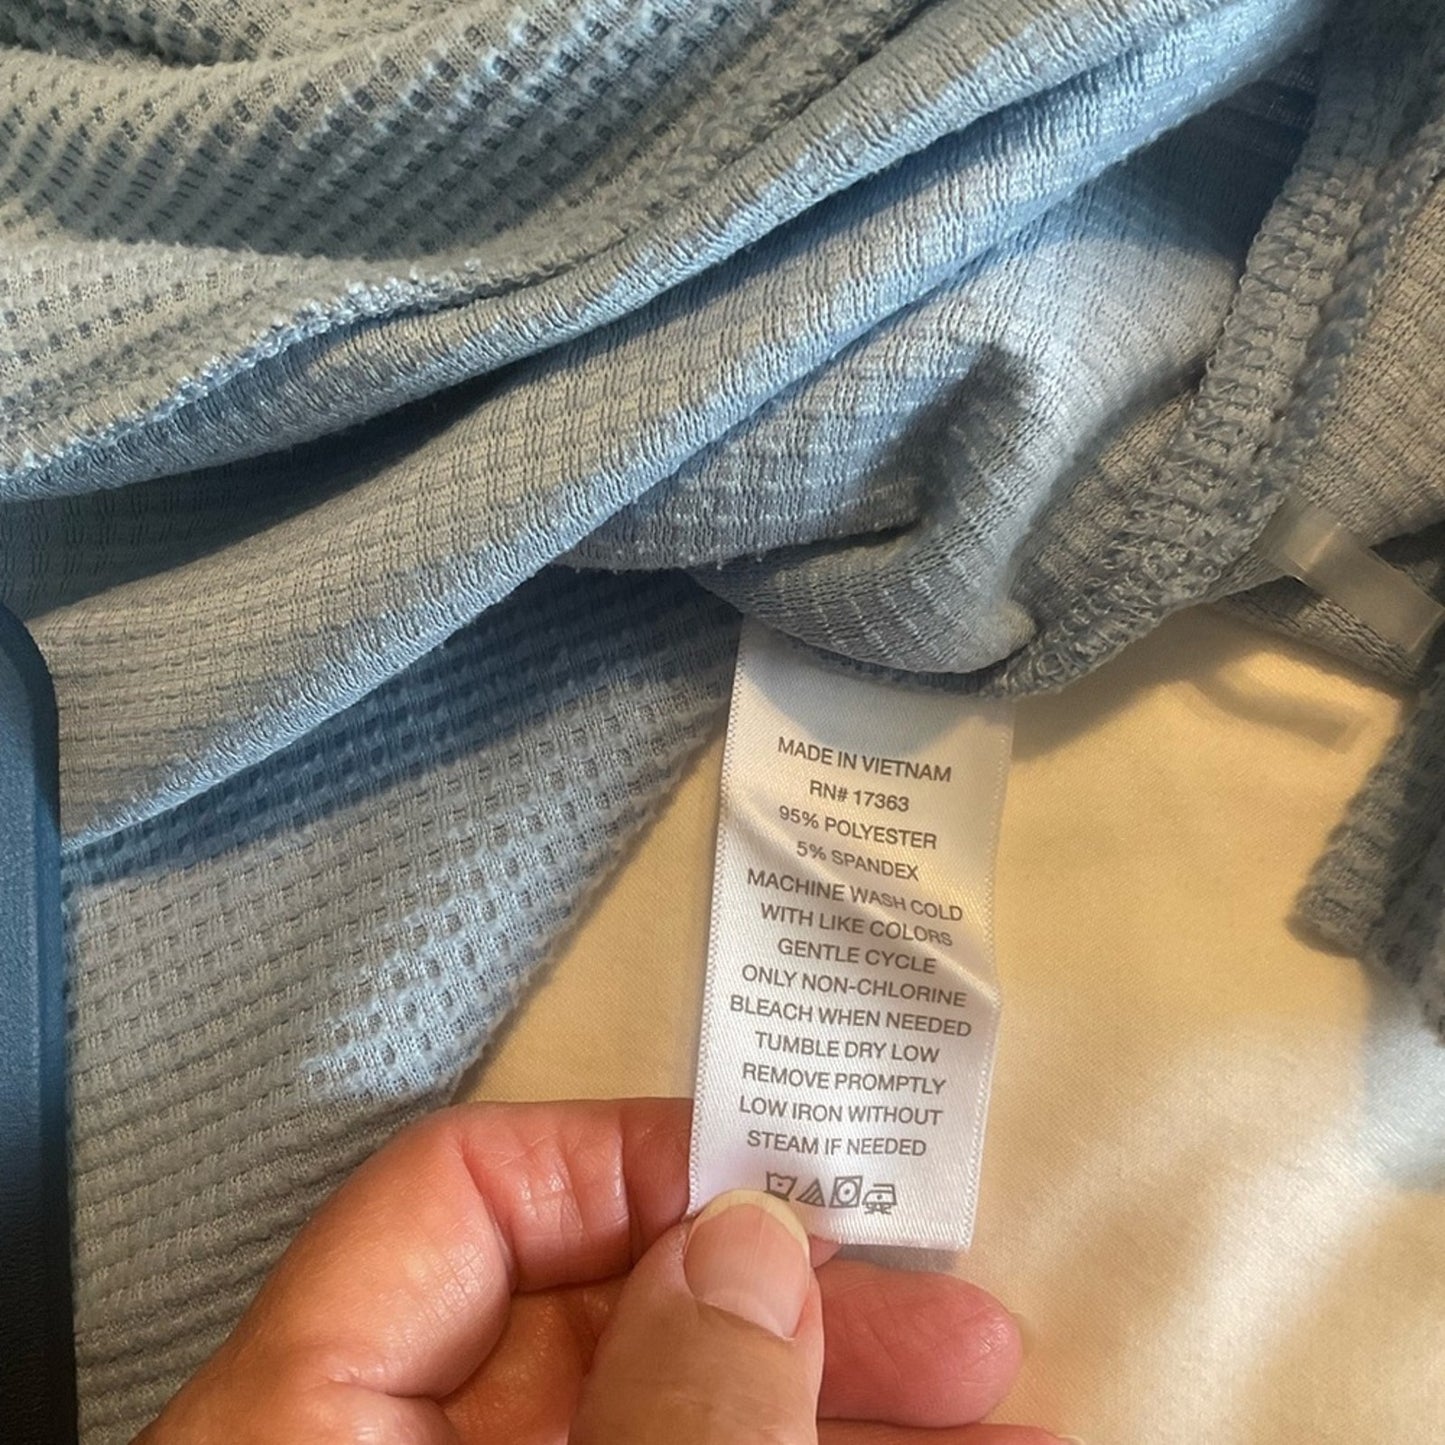 MADE IN VIETNAM
RN# 17363
95% POLYESTER
5% SPANDEX
MACHINE WASH COLD
WITH LIKE COLORS
GENTLE CYCLE
ONLY NON-CHLORINE
BLEACH WHEN NEEDED
TUMBLE DRY LOW
REMOVE PROMPTLY
LOW IRON WITHOUT
STEAM IF NEEDED